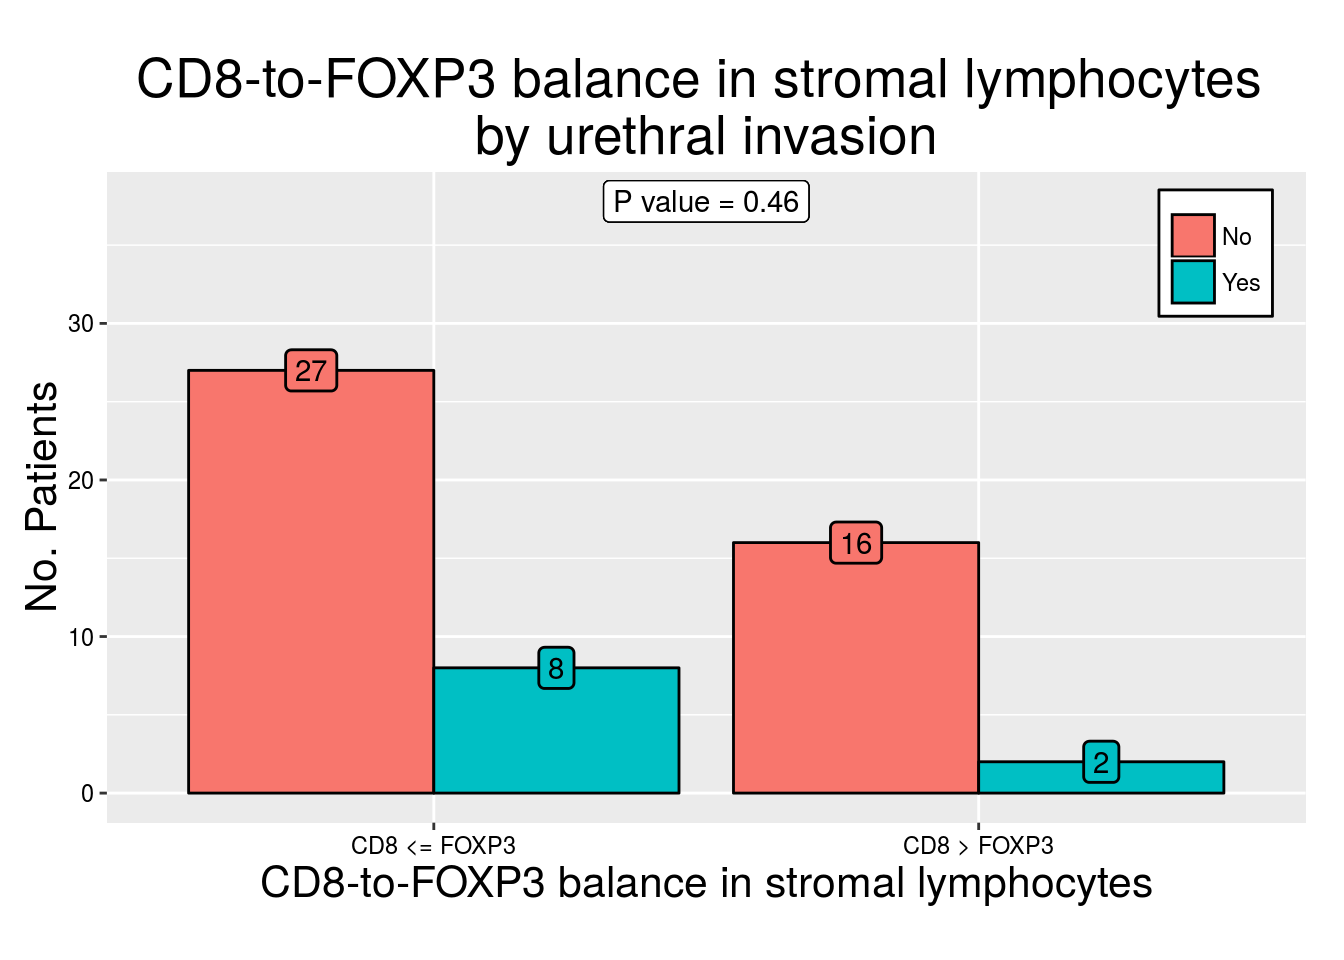 CD8-to-FOXP3 balance in stromal lymphocytes
by urethral invasion
P value = 0.46
No
Yes
No. Patients
30
20
10
0
27
8
16
2
CD8 <= FOXP3
CD8 > FOXP3
CD8-to-FOXP3 balance in stromal lymphocytes